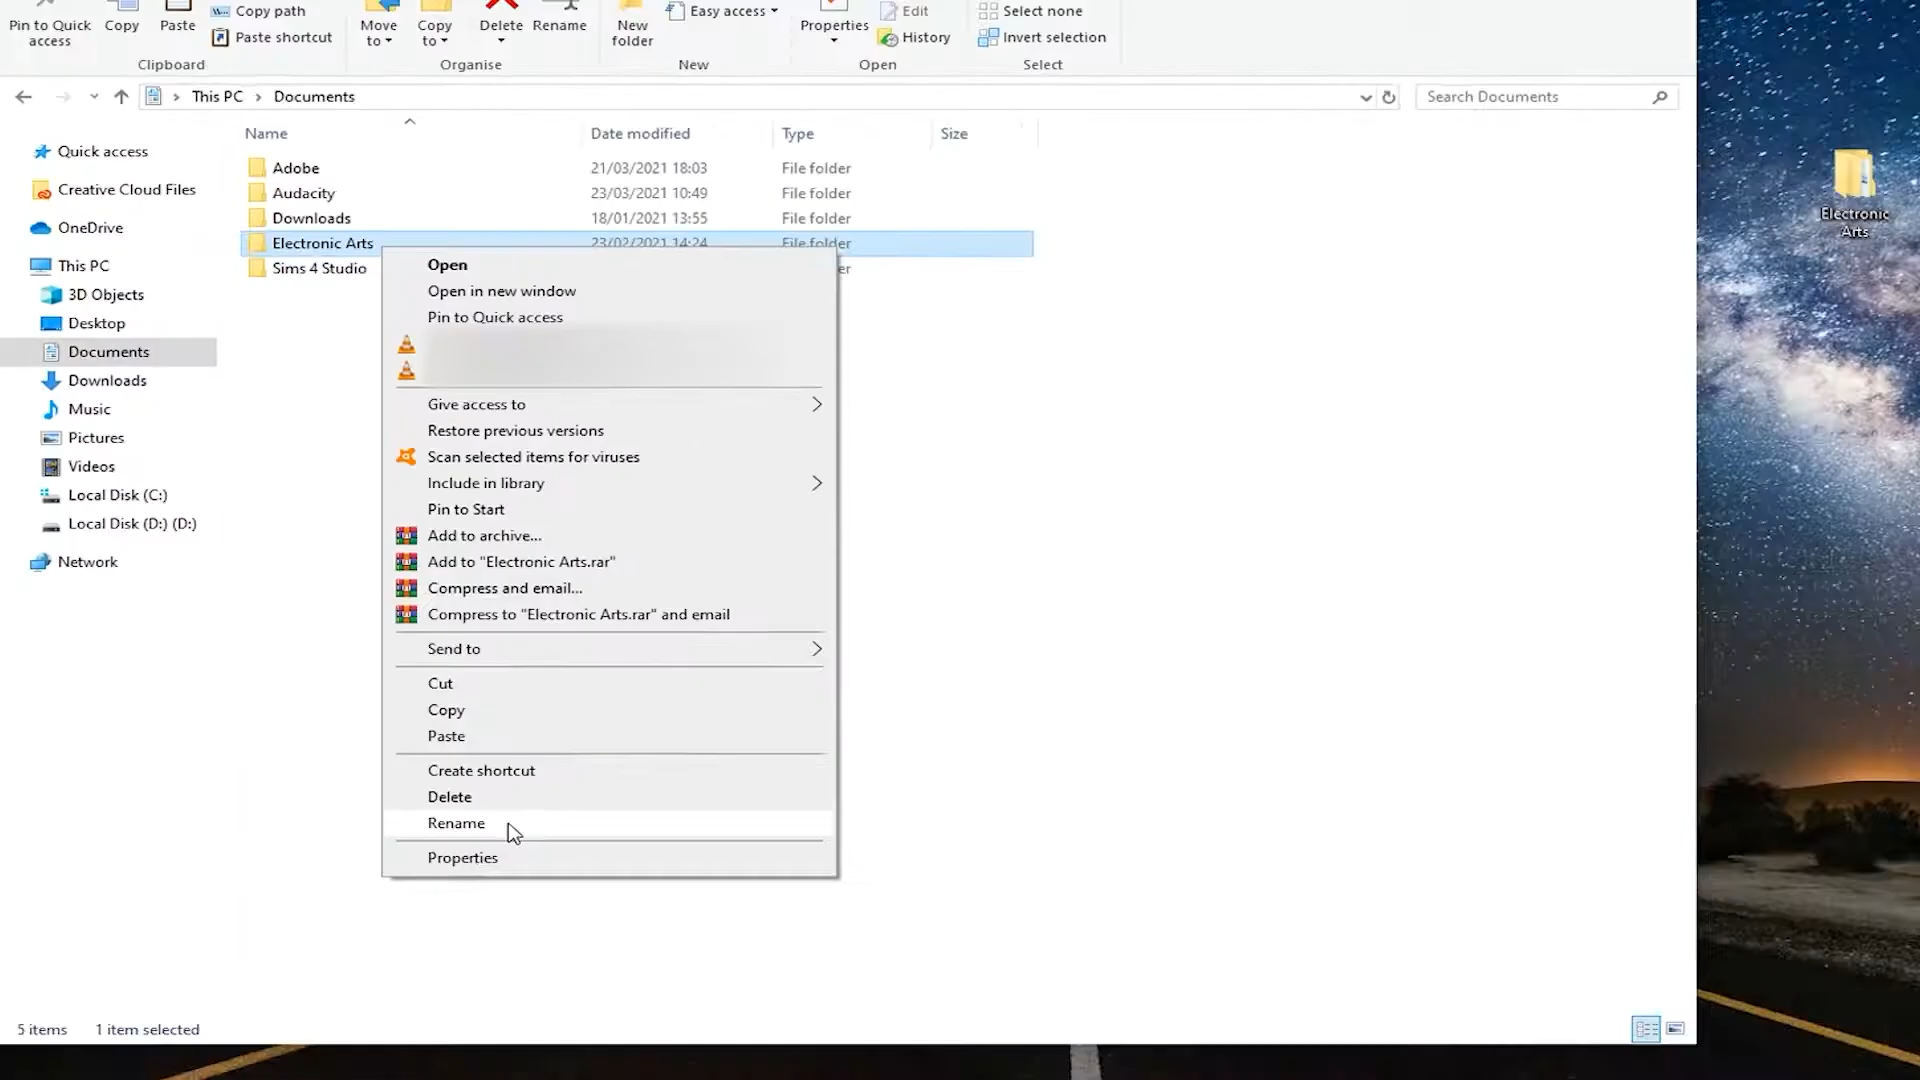 Pin to Quick access
Copy
Paste
Copy path
Paste shortcut
Move to
Copy to
Delete
Rename
New folder
Easy access
Properties
Edit
History
Select none
Invert selection
Clipboard
Organise
New
Open
Select
This PC
Documents
Search Documents
Name
Date modified
Type
Size
Quick access
Creative Cloud Files
OneDrive
This PC
3D Objects
Desktop
Documents
Downloads
Music
Pictures
Videos
Local Disk (C:)
Local Disk (D:) (D:)
Network
Adobe 21/03/2021 18:03 File folder
Audacity 23/03/2021 10:49 File folder
Downloads 18/01/2021 13:55 File folder
Electronic Arts 23/02/2021 14:24 File folder
Sims 4 Studio er
Open
Open in new window
Pin to Quick access
Give access to
Restore previous versions
Scan selected items for viruses
Include in library
Pin to Start
Add to archive...
Add to "Electronic Arts.rar"
Compress and email...
Compress to "Electronic Arts.rar" and email
Send to
Cut
Copy
Paste
Create shortcut
Delete
Rename
Properties
5 items
1 item selected
Electronic
Arts